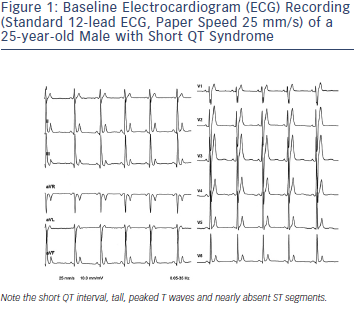 Figure 1: Baseline Electrocardiogram (ECG) Recording
(Standard 12-lead ECG, Paper Speed 25 mm/s) of a
25-year-old Male with Short QT Syndrome
I
II
III
aVR
aVL
aVF
V1
V2
V3
V4
V5
V6
25 mm/s 10.0 mm/mV 0.05-35 Hz
Note the short QT interval, tall, peaked T waves and nearly absent ST segments.